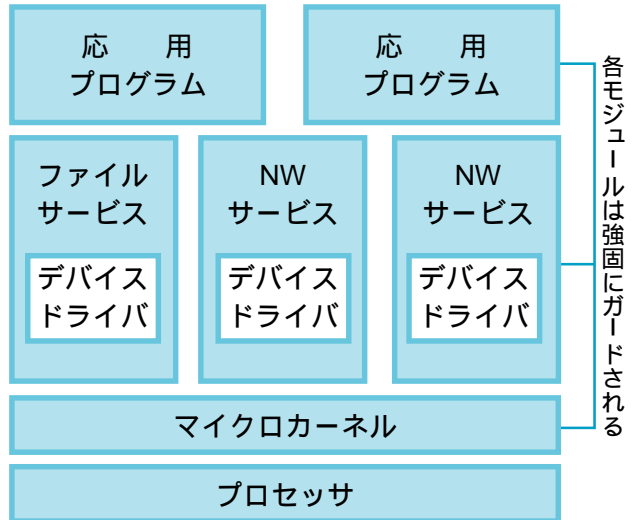 応　用
プログラム
応　用
プログラム
ファイル
サービス
デバイス
ドライバ
NW
サービス
デバイス
ドライバ
NW
サービス
デバイス
ドライバ
マイクロカーネル
プロセッサ
各モジュールは強固にガードされる